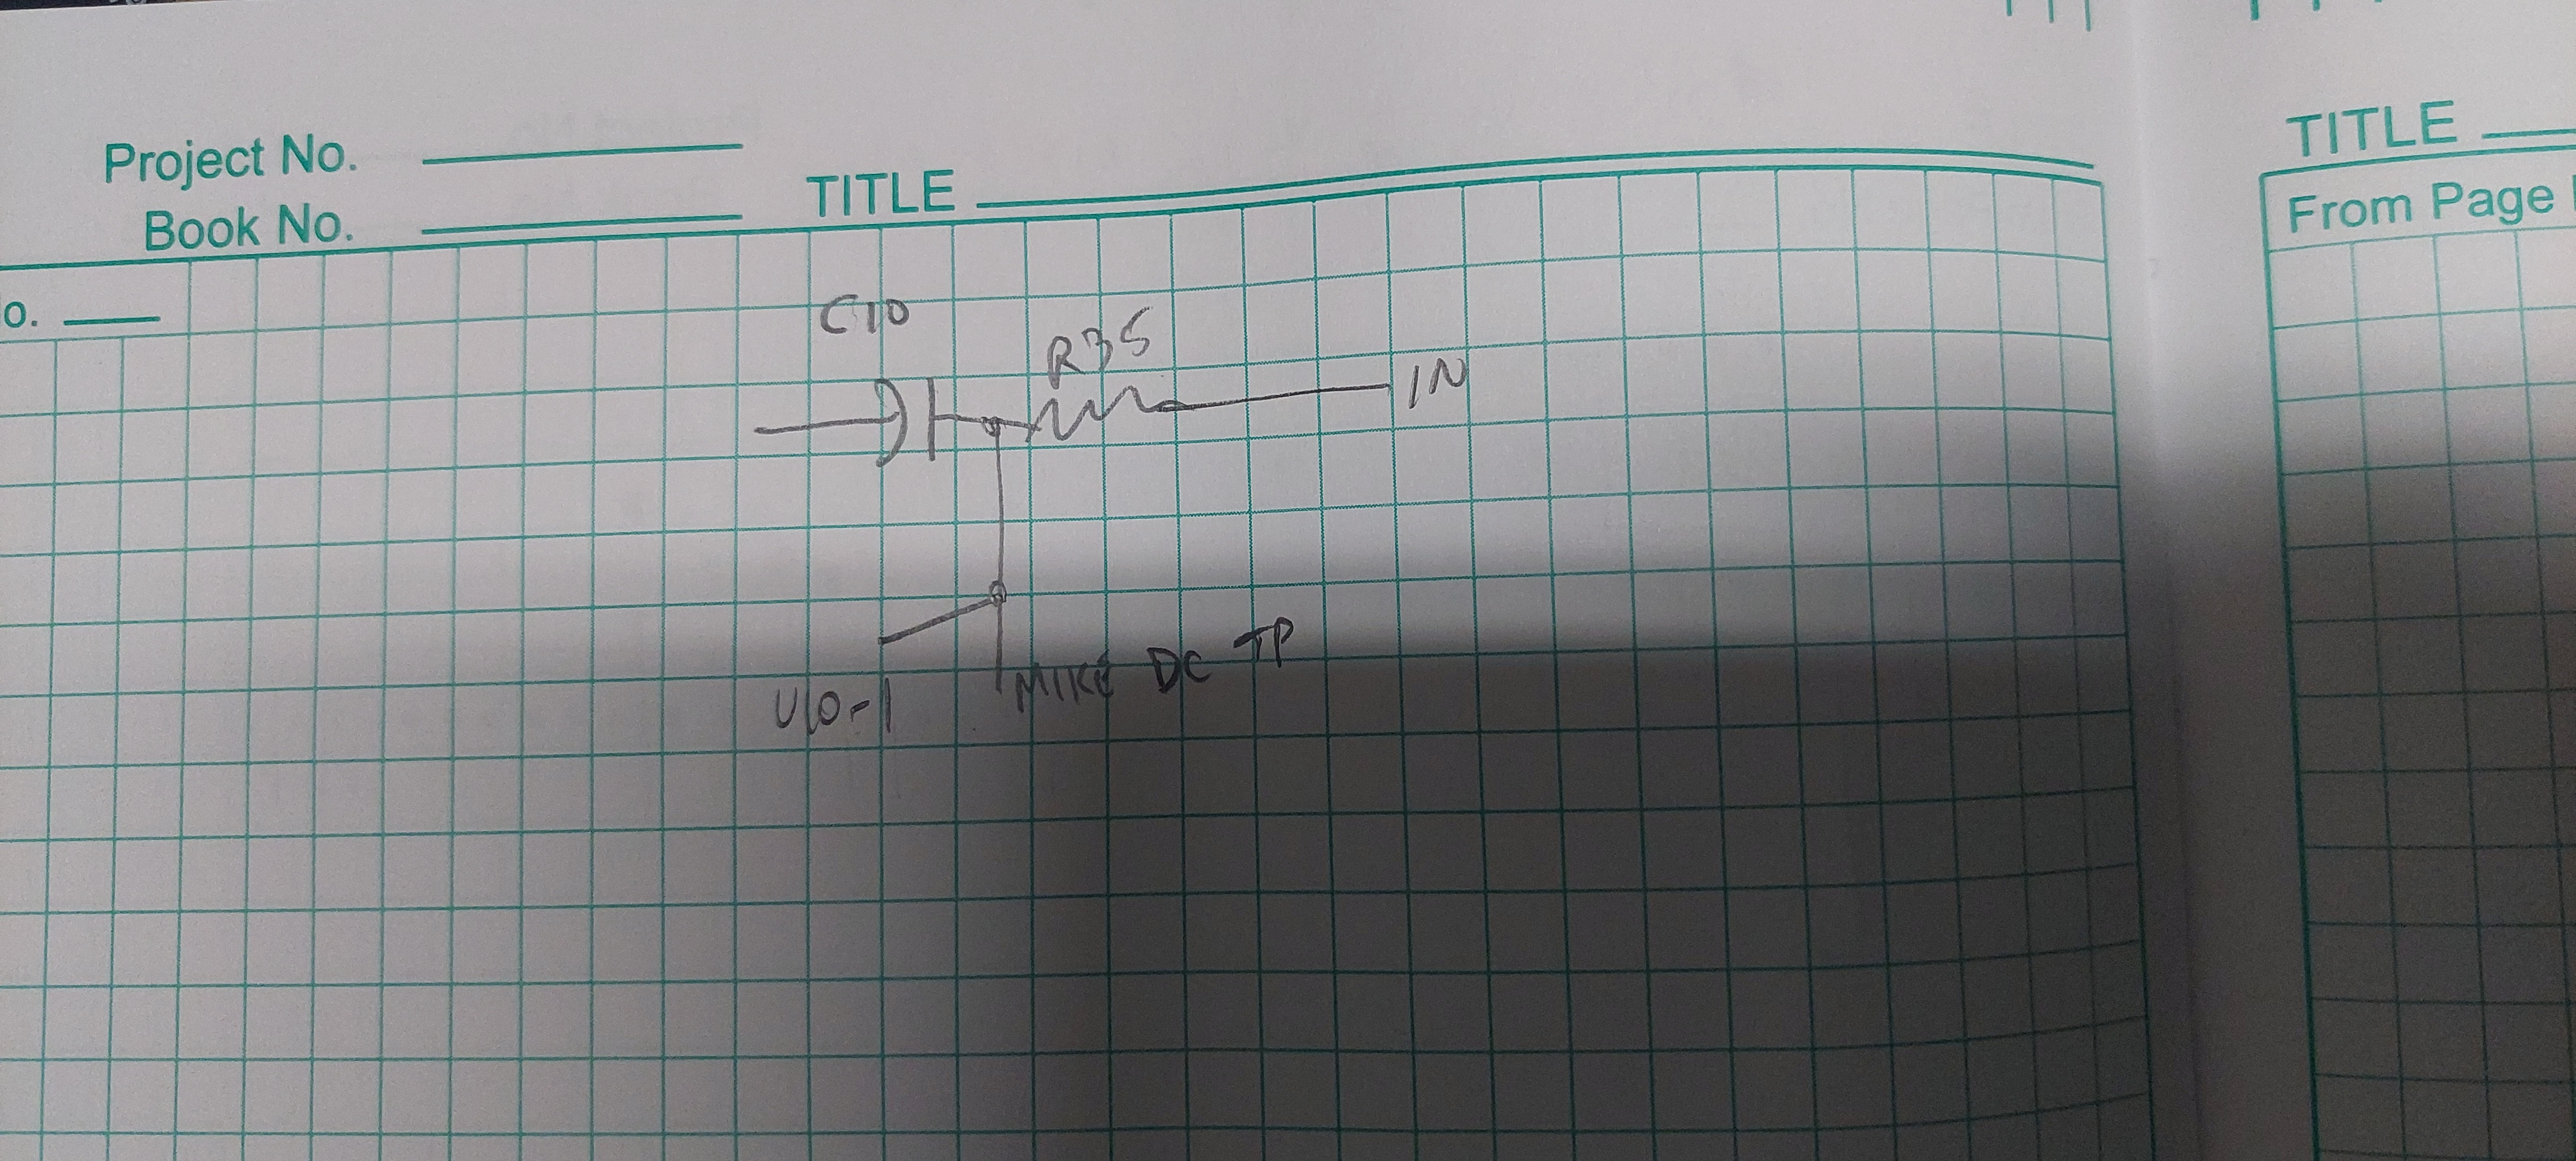 Project No.
Book No.
TITLE
TITLE
From Page
o.
C10
R35
IN
U10-1
MIKE DC TP